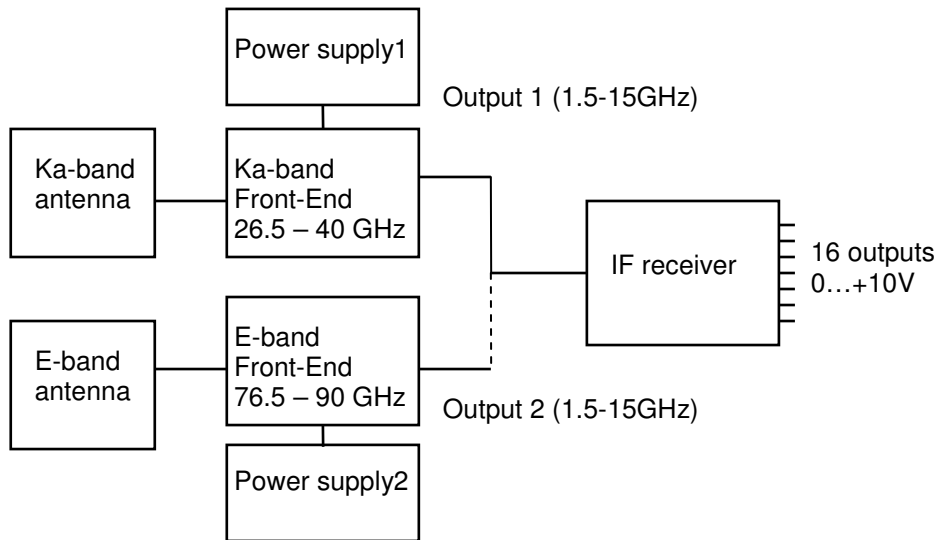 Power supply1
Output 1 (1.5-15GHz)
Ka-band
antenna
Ka-band
Front-End
26.5 – 40 GHz
IF receiver
16 outputs
0…+10V
E-band
antenna
E-band
Front-End
76.5 – 90 GHz
Output 2 (1.5-15GHz)
Power supply2